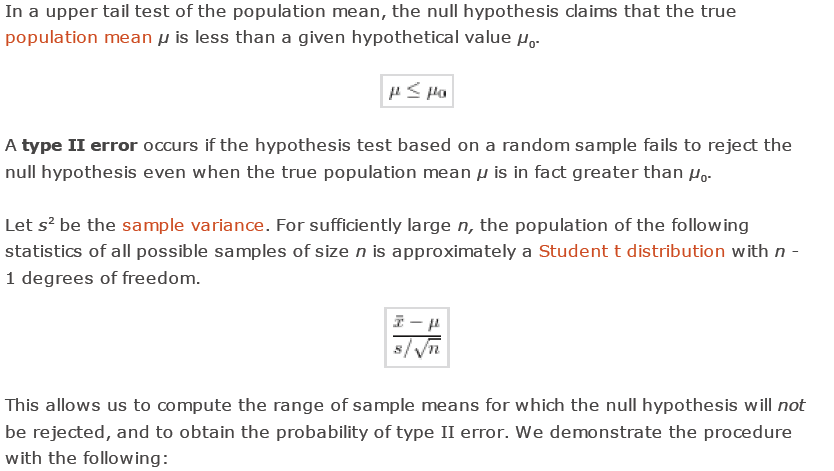 In a upper tail test of the population mean, the null hypothesis claims that the true
population mean μ is less than a given hypothetical value μ₀.
μ ≤ μ₀
A type II error occurs if the hypothesis test based on a random sample fails to reject the
null hypothesis even when the true population mean μ is in fact greater than μ₀.
Let s² be the sample variance. For sufficiently large n, the population of the following
statistics of all possible samples of size n is approximately a Student t distribution with n -
1 degrees of freedom.
x̄ − μ
s/√n
This allows us to compute the range of sample means for which the null hypothesis will not
be rejected, and to obtain the probability of type II error. We demonstrate the procedure
with the following: